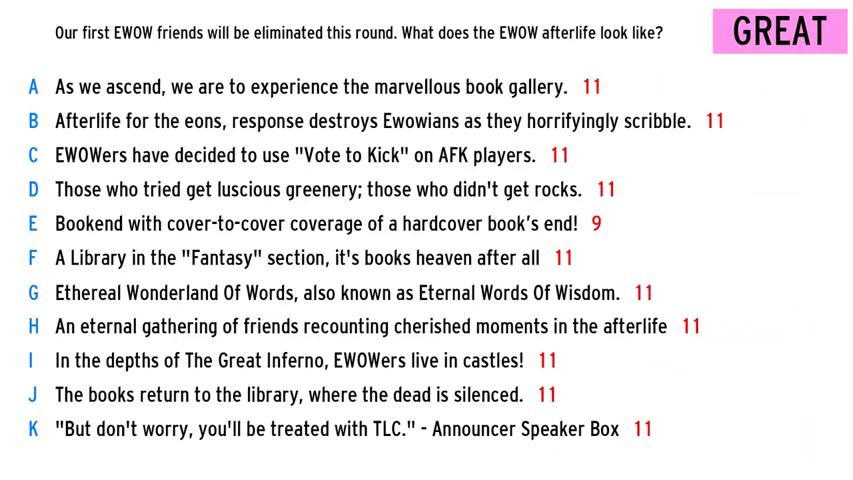 Our first EWOW friends will be eliminated this round. What does the EWOW afterlife look like?
GREAT
A As we ascend, we are to experience the marvellous book gallery. 11
B Afterlife for the eons, response destroys Ewowians as they horrifyingly scribble. 11
C EWOWers have decided to use "Vote to Kick" on AFK players. 11
D Those who tried get luscious greenery; those who didn't get rocks. 11
E Bookend with cover-to-cover coverage of a hardcover book’s end! 9
F A Library in the "Fantasy" section, it's books heaven after all 11
G Ethereal Wonderland Of Words, also known as Eternal Words Of Wisdom. 11
H An eternal gathering of friends recounting cherished moments in the afterlife 11
I In the depths of The Great Inferno, EWOWers live in castles! 11
J The books return to the library, where the dead is silenced. 11
K "But don't worry, you'll be treated with TLC." - Announcer Speaker Box 11